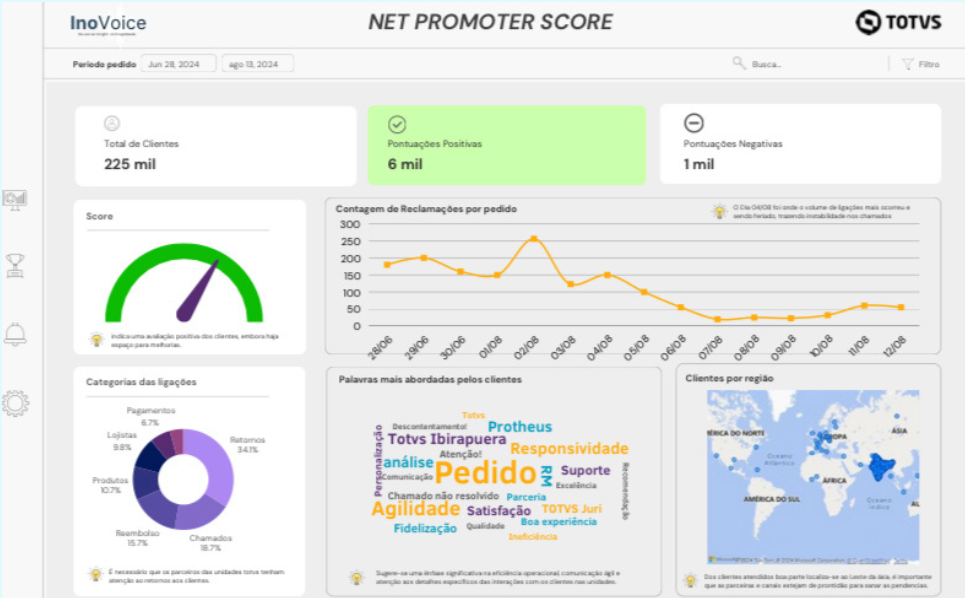 InoVoice
NET PROMOTER SCORE
TOTVS
Período pedido
Jun 28, 2024
ago 13, 2024
Busca...
Filtro
Total de Clientes
225 mil
Pontuações Positivas
6 mil
Pontuações Negativas
1 mil
Score
Indica uma avaliação positiva dos clientes, embora haja
espaço para melhorias.
Contagem de Reclamações por pedido
O Dia 04/08 foi onde o volume de ligações mais ocorreu e
sendo feriado, trazendo instabilidade nos chamados
300
250
200
150
100
50
0
28/06
29/06
30/06
01/08
02/08
03/08
04/08
05/08
06/08
07/08
08/08
09/08
10/08
11/08
12/08
Categorias das ligações
Pagamentos
6.7%
Lojistas
9.8%
Produtos
10.7%
Reembolso
15.7%
Chamados
18.7%
Retornos
34.1%
É necessário que os parceiros das unidades totvs tenham
atenção ao retornos aos clientes.
Palavras mais abordadas pelos clientes
Totvs
Descontantamento!
Protheus
Totvs Ibirapuera
Responsividade
Personalização
Atenção!
análise
Pedido
RM
Suporte
Comunicação
Excelência
Recomendação
Chamado não resolvido
Parceria
Agilidade
Satisfação
TOTVS Juri
Fidelização
Qualidade
Boa experiência
Ineficiência
Sugere-se uma ênfase significativa na eficiência operacional, comunicação ágil e
atenção aos detalhes específicos das interações com os clientes nas unidades.
Clientes por região
ÉRICA DO NORTE
OPA
ÁSIA
Oceano
Atlântico
ÁFRICA
AMÉRICA DO SUL
Oceano
Índico
AL
Dos clientes atendidos boa parte localiza-se ao Leste da ásia, é importante
que as parceiras e canais estejam de prontidão para sanar as pendencias.